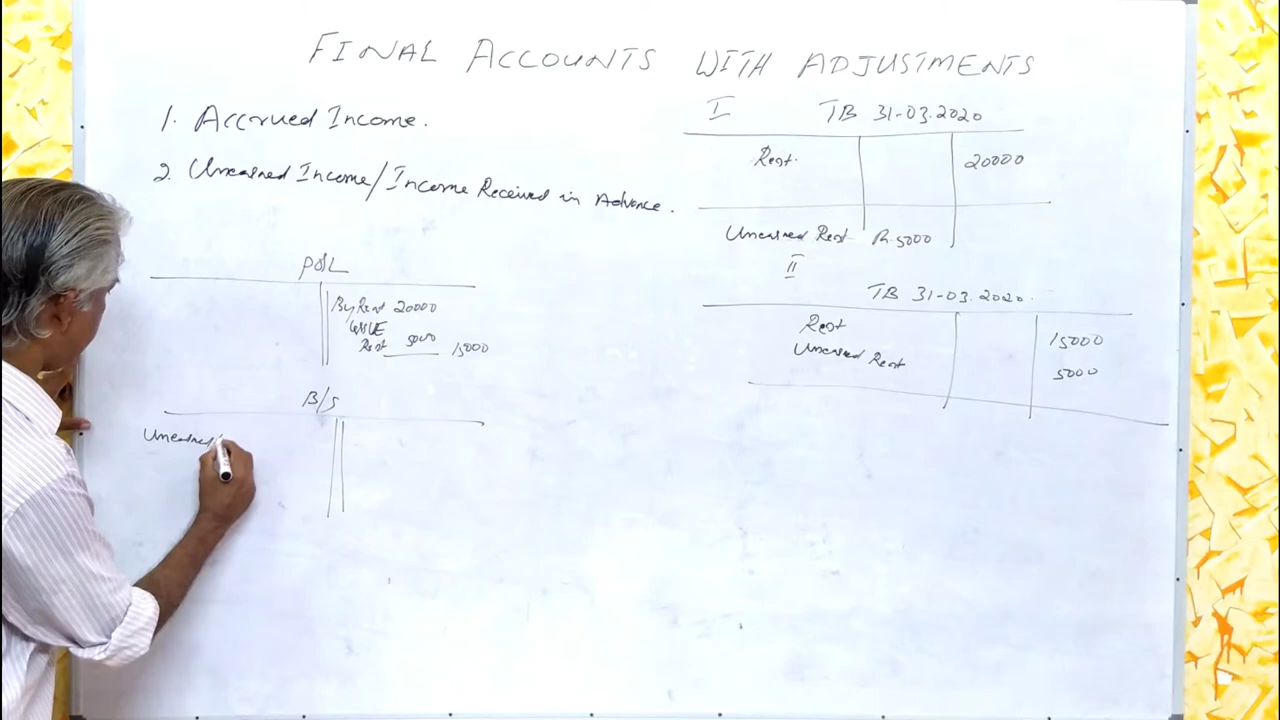 FINAL ACCOUNTS WITH ADJUSTMENTS
1. Accrued Income.
2. Unearned Income/Income Received in Advance.
I TB 31-03.2020
Rent. 20000
Unearned Rent Rs. 5000
II
TB 31-03.2020.
Rent 15000
Unearned Rent 5000
P&L
By Rent 20000
Rent 5000 15000
B/S
Unearned